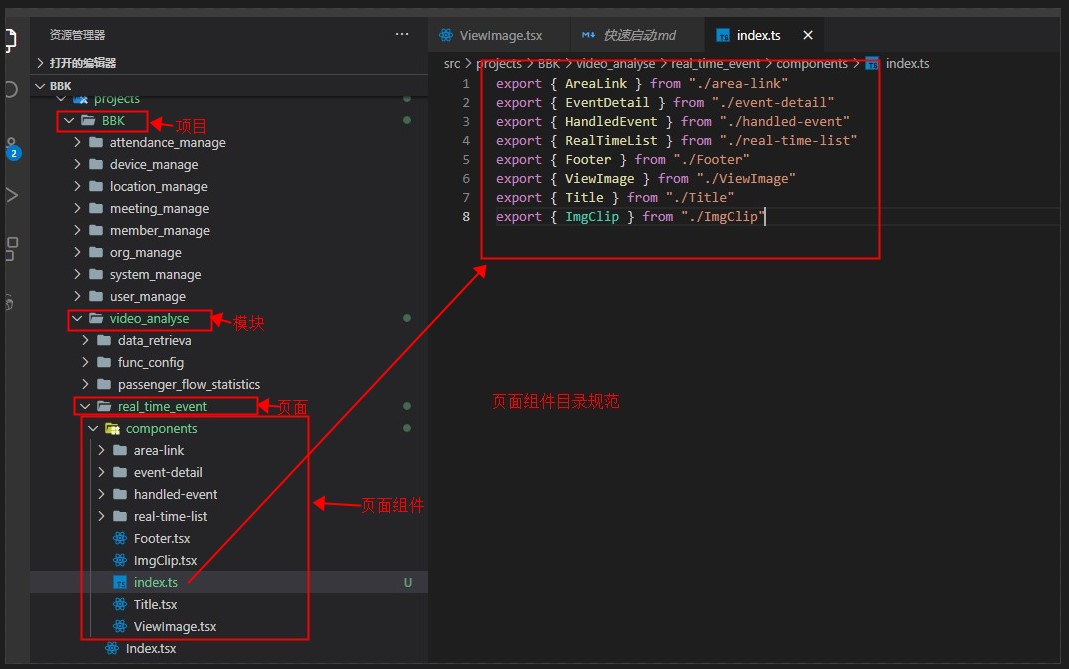 资源管理器
···
打开的编辑器
BBK
projects
BBK
项目
attendance_manage
device_manage
location_manage
meeting_manage
member_manage
org_manage
system_manage
user_manage
video_analyse
模块
data_retrieva
func_config
passenger_flow_statistics
real_time_event
页面
components
area-link
event-detail
handled-event
real-time-list
页面组件
Footer.tsx
ImgClip.tsx
index.ts
U
Title.tsx
ViewImage.tsx
Index.tsx
2
ViewImage.tsx
快速启动.md
TS index.ts ×
src > projects > BBK > video_analyse > real_time_event > components > TS index.ts
1 export { AreaLink } from "./area-link"
2 export { EventDetail } from "./event-detail"
3 export { HandledEvent } from "./handled-event"
4 export { RealTimeList } from "./real-time-list"
5 export { Footer } from "./Footer"
6 export { ViewImage } from "./ViewImage"
7 export { Title } from "./Title"
8 export { ImgClip } from "./ImgClip"
页面组件目录规范